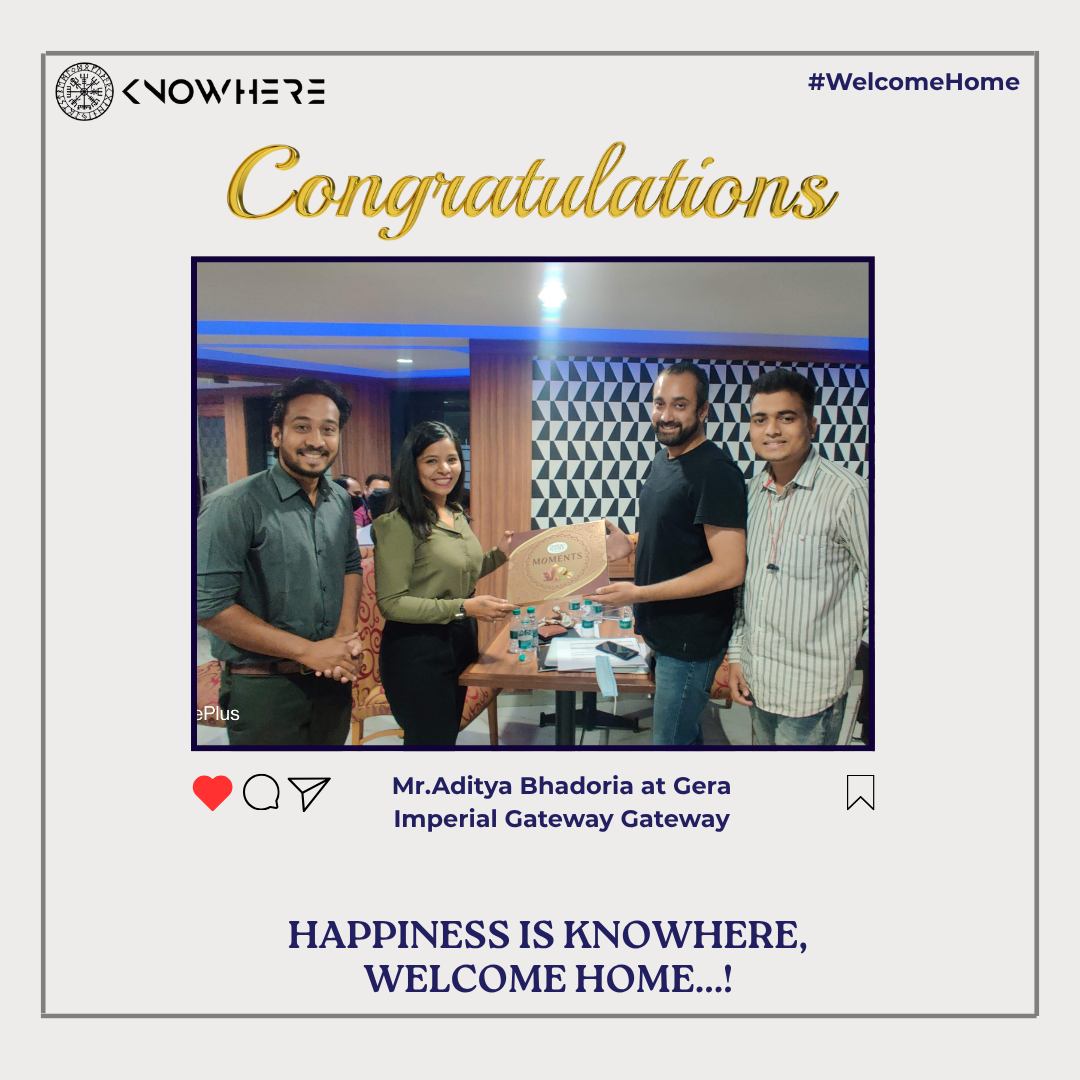 KNOWHERE
#WelcomeHome
Congratulations
MOMENTS
ePlus
Mr.Aditya Bhadoria at Gera
Imperial Gateway Gateway
HAPPINESS IS KNOWHERE,
WELCOME HOME...!